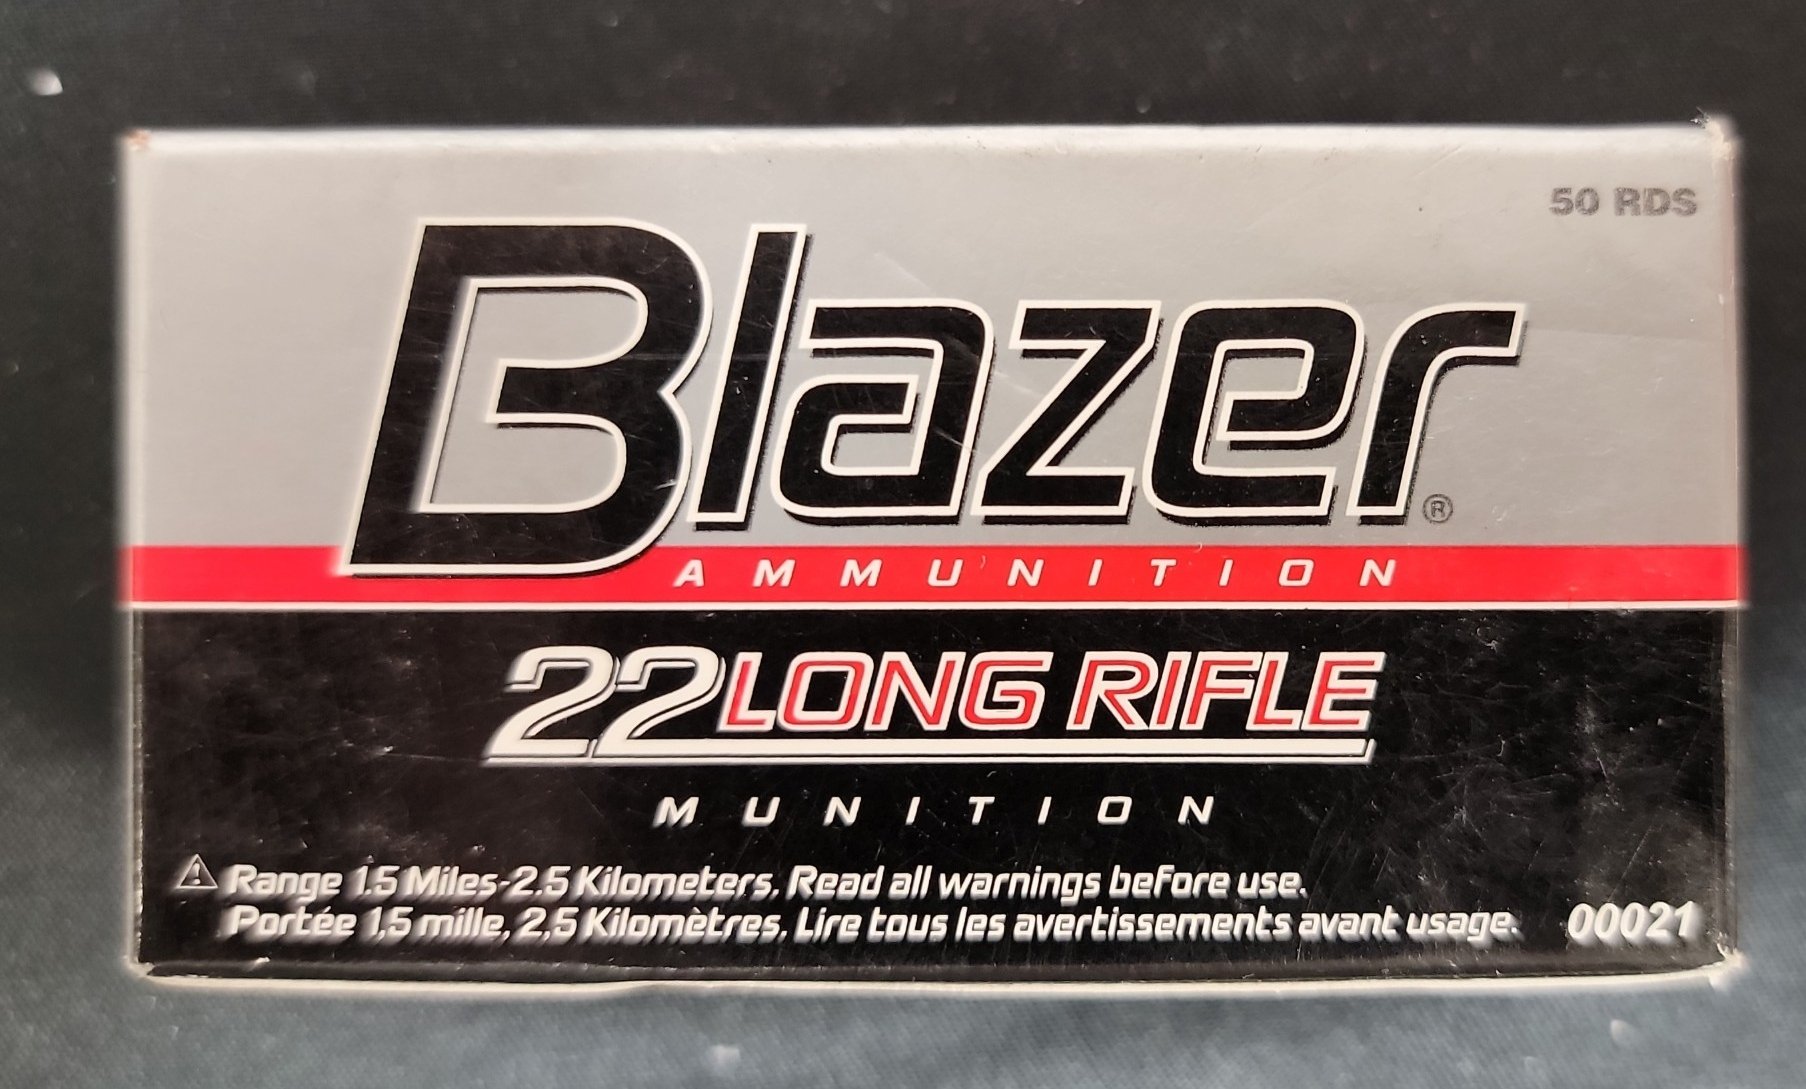 50 RDS
Blazer®
AMMUNITION
22 LONG RIFLE
MUNITION
⚠ Range 1.5 Miles-2.5 Kilometers. Read all warnings before use.
Portée 1,5 mille, 2,5 Kilomètres. Lire tous les avertissements avant usage. 00021